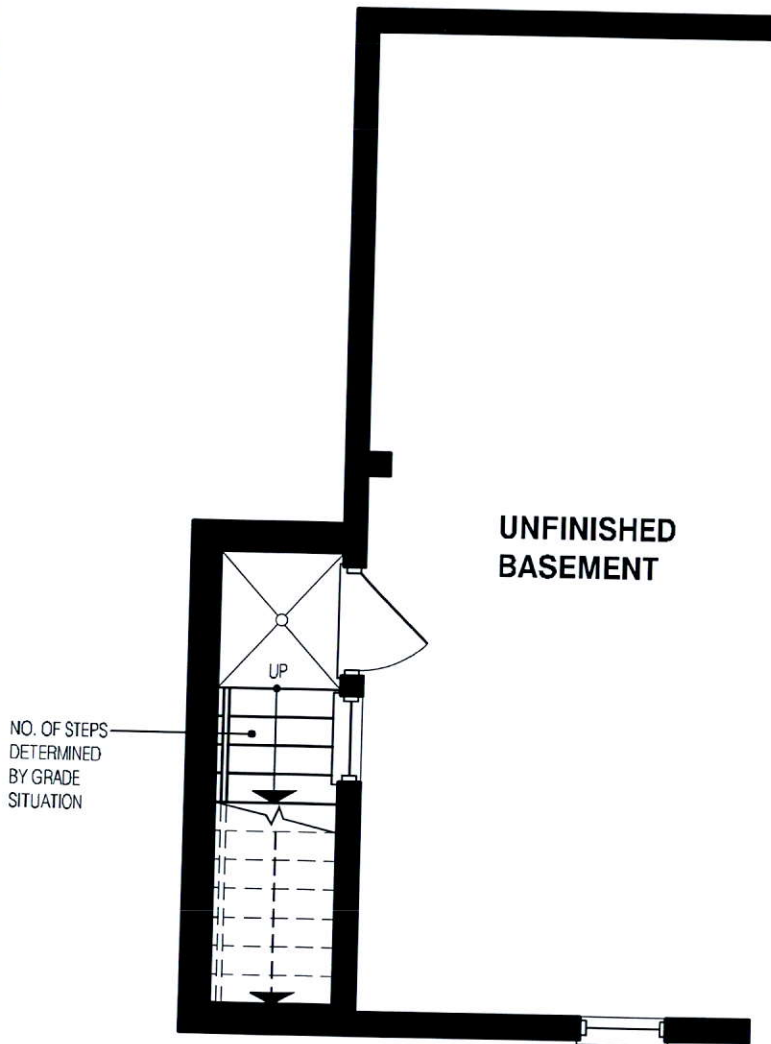 UNFINISHED
BASEMENT
UP
NO. OF STEPS
DETERMINED
BY GRADE
SITUATION